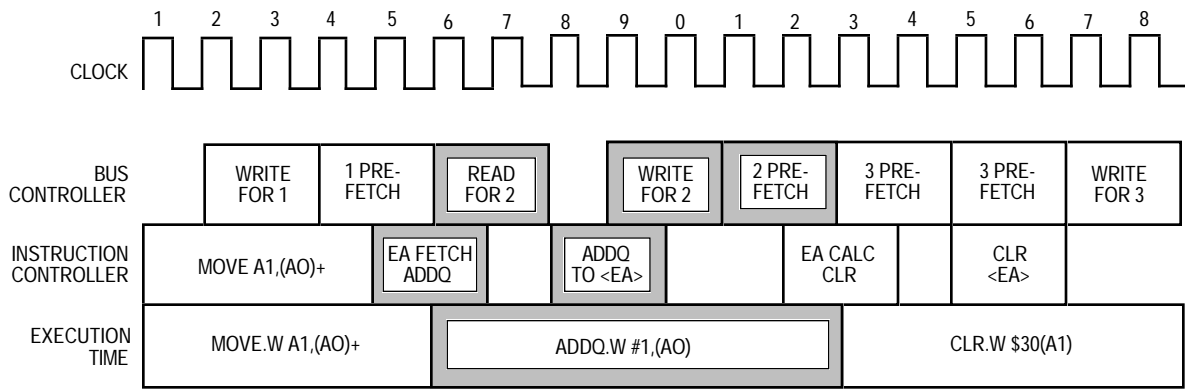 1 2 3 4 5 6 7 8 9 0 1 2 3 4 5 6 7 8
CLOCK
BUS
CONTROLLER
WRITE
FOR 1
1 PRE-
FETCH
READ
FOR 2
WRITE
FOR 2
2 PRE-
FETCH
3 PRE-
FETCH
3 PRE-
FETCH
WRITE
FOR 3
INSTRUCTION
CONTROLLER
MOVE A1,(AO)+
EA FETCH
ADDQ
ADDQ
TO <EA>
EA CALC
CLR
CLR
<EA>
EXECUTION
TIME
MOVE.W A1,(AO)+
ADDQ.W #1,(AO)
CLR.W $30(A1)